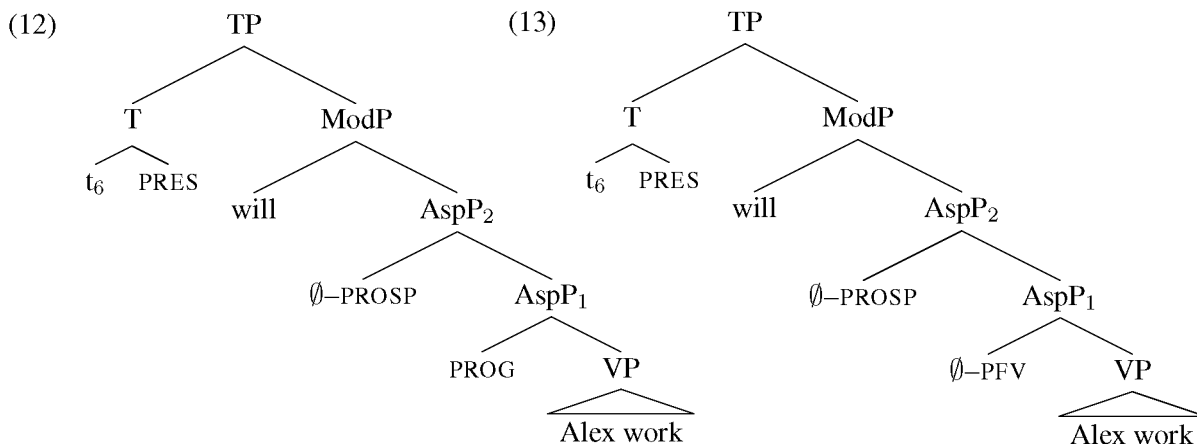 (12) TP (13) TP
T ModP T ModP
t₆ PRES will AspP₂ t₆ PRES will AspP₂
∅–PROSP AspP₁ ∅–PROSP AspP₁
PROG VP ∅–PFV VP
Alex work Alex work